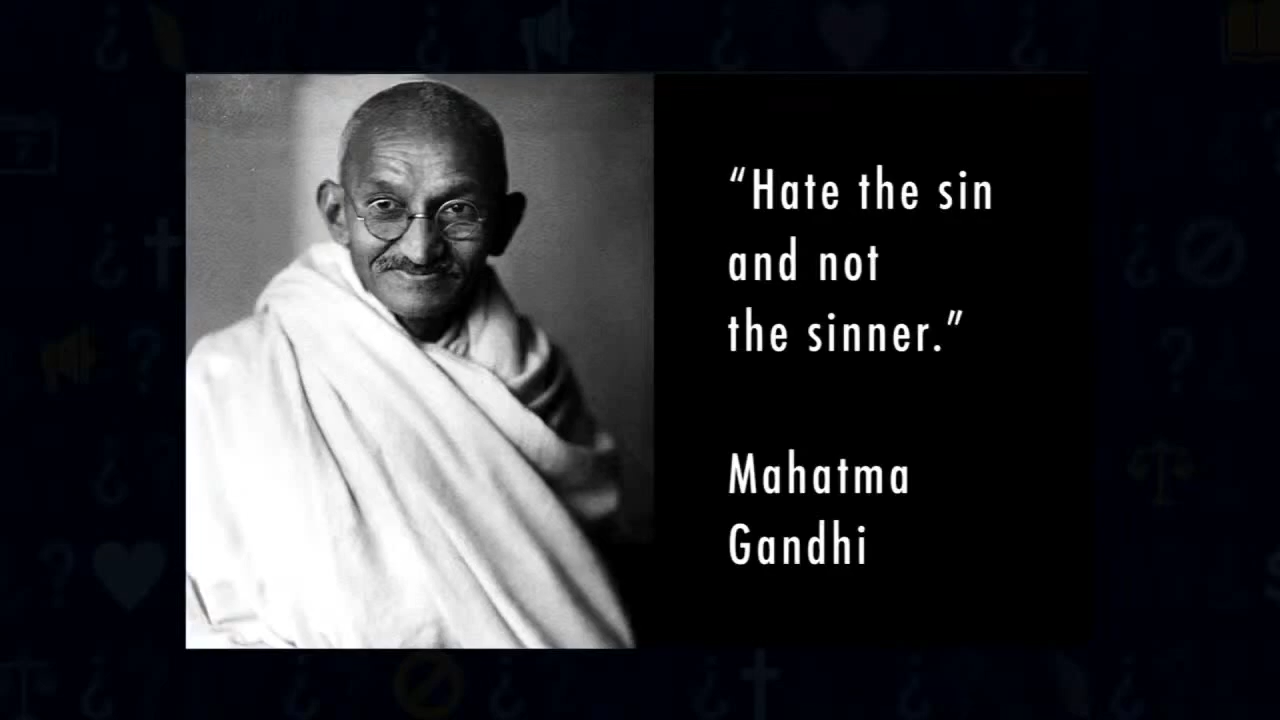 “Hate the sin
and not
the sinner.”
Mahatma
Gandhi